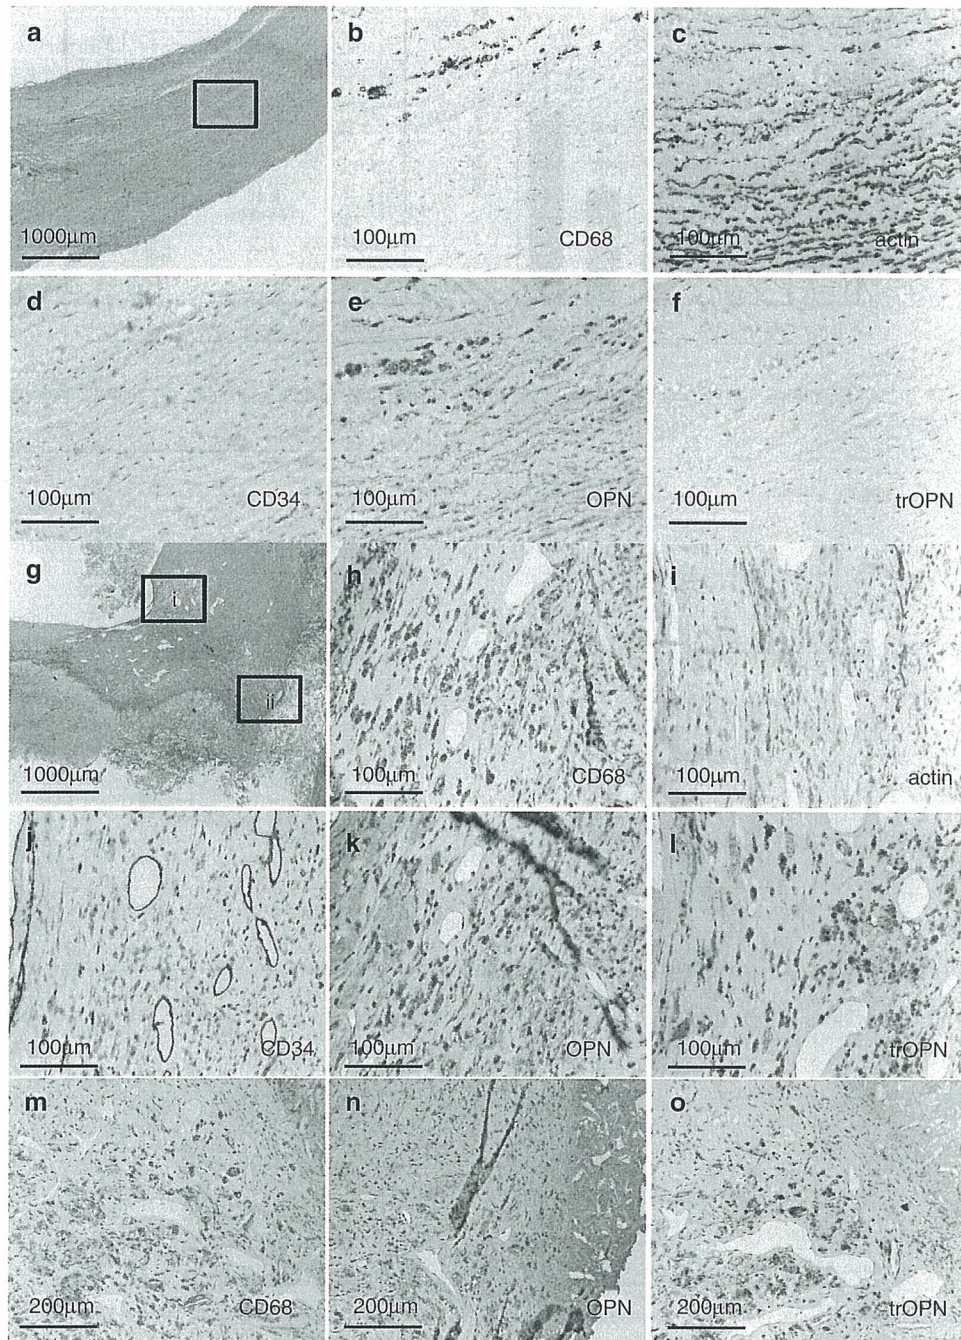 a
b
c
1000µm
100µm
CD68
100µm
actin
d
e
f
100µm
CD34
100µm
OPN
100µm
trOPN
g
i
ii
h
i
1000µm
100µm
CD68
100µm
actin
j
k
l
100µm
CD34
100µm
OPN
100µm
trOPN
m
n
o
200µm
CD68
200µm
OPN
200µm
trOPN